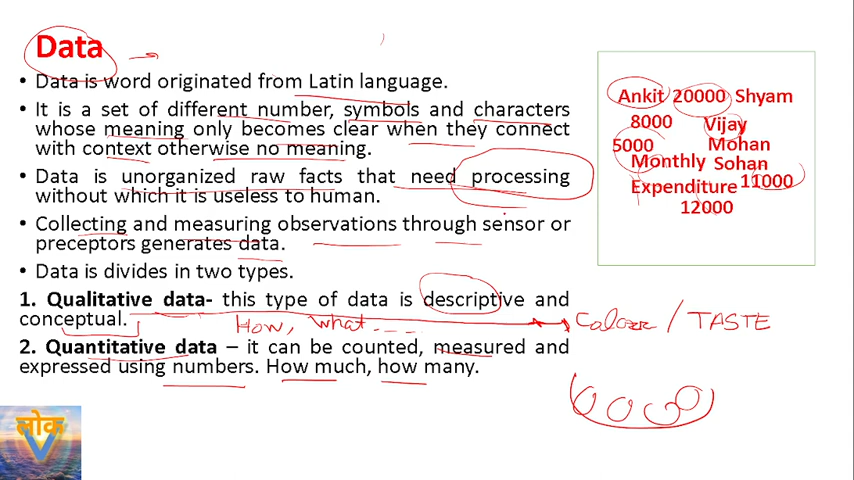 Data
• Data is word originated from Latin language.
• It is a set of different number, symbols and characters
whose meaning only becomes clear when they connect
with context otherwise no meaning.
• Data is unorganized raw facts that need processing
without which it is useless to human.
• Collecting and measuring observations through sensor or
preceptors generates data.
• Data is divides in two types.
1. Qualitative data- this type of data is descriptive and
conceptual.
How, what....
2. Quantitative data – it can be counted, measured and
expressed using numbers. How much, how many.
Ankit 20000 Shyam
8000 Vijay
5000 Mohan
Monthly Sohan
Expenditure 11000
12000
/ TASTE
लोक